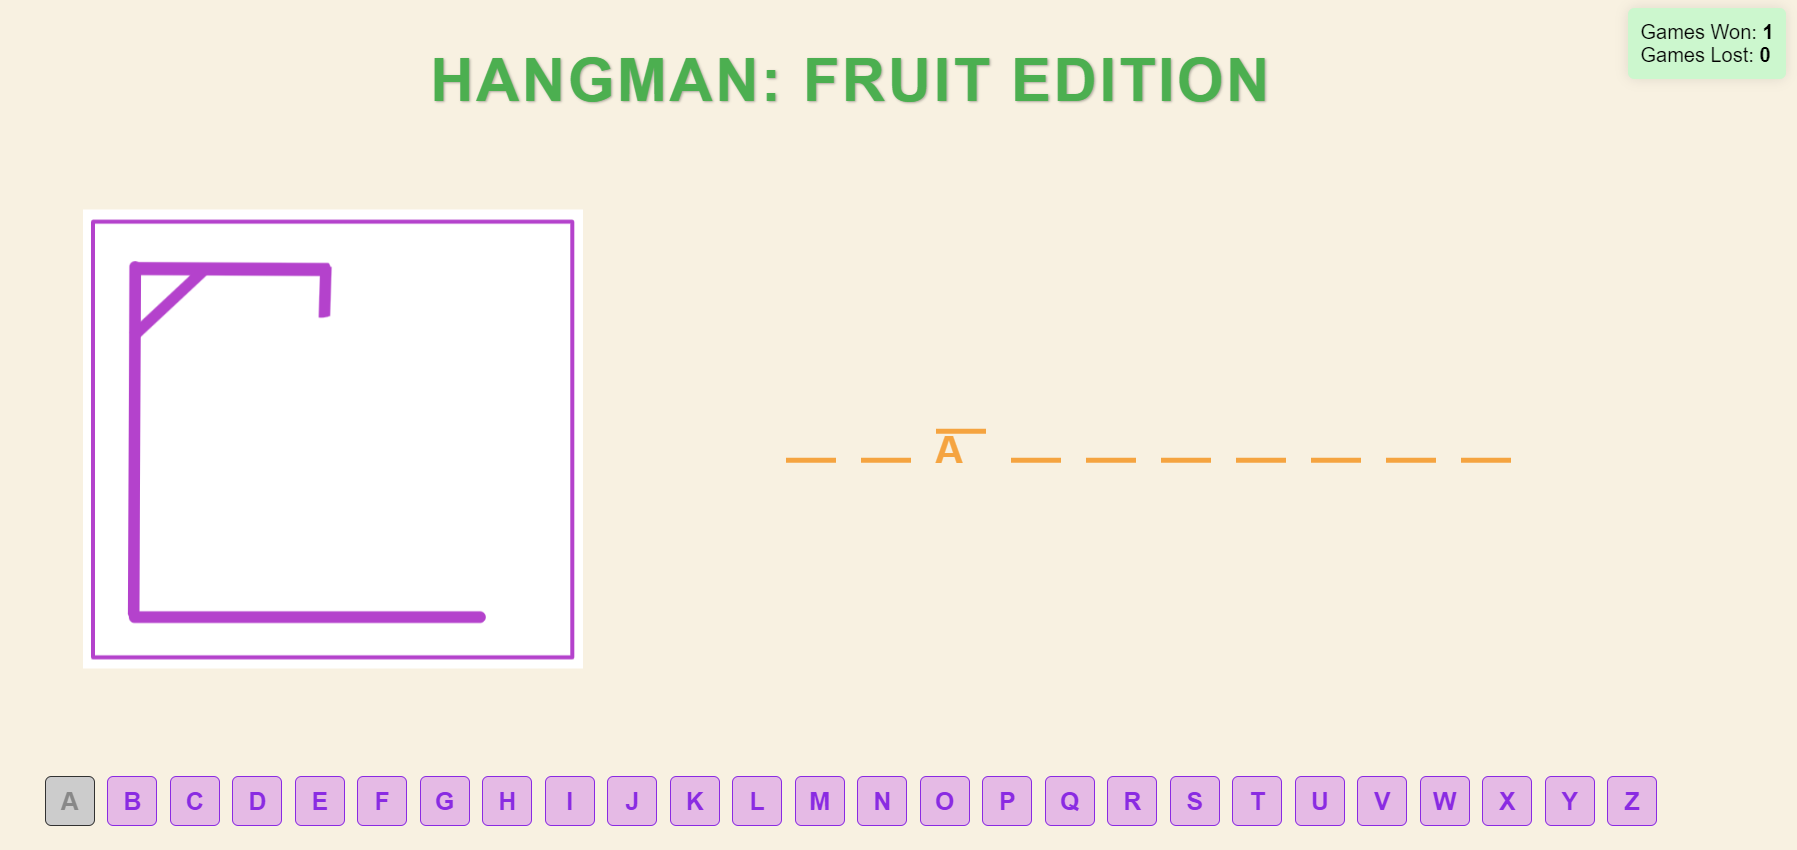 Games Won: 1
Games Lost: 0
HANGMAN: FRUIT EDITION
_ _ A _ _ _ _ _ _ _
A B C D E F G H I J K L M N O P Q R S T U V W X Y Z